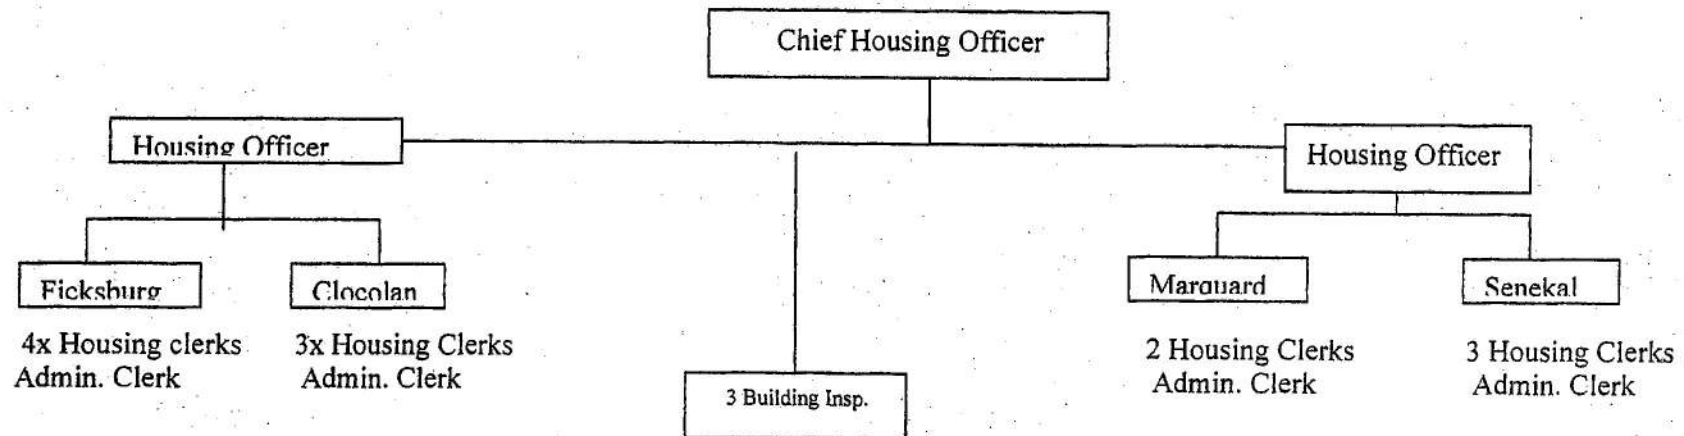 Chief Housing Officer
Housing Officer
Housing Officer
Ficksburg
Clocolan
Marquard
Senekal
4x Housing clerks
Admin. Clerk
3x Housing Clerks
Admin. Clerk
2 Housing Clerks
Admin. Clerk
3 Housing Clerks
Admin. Clerk
3 Building Insp.